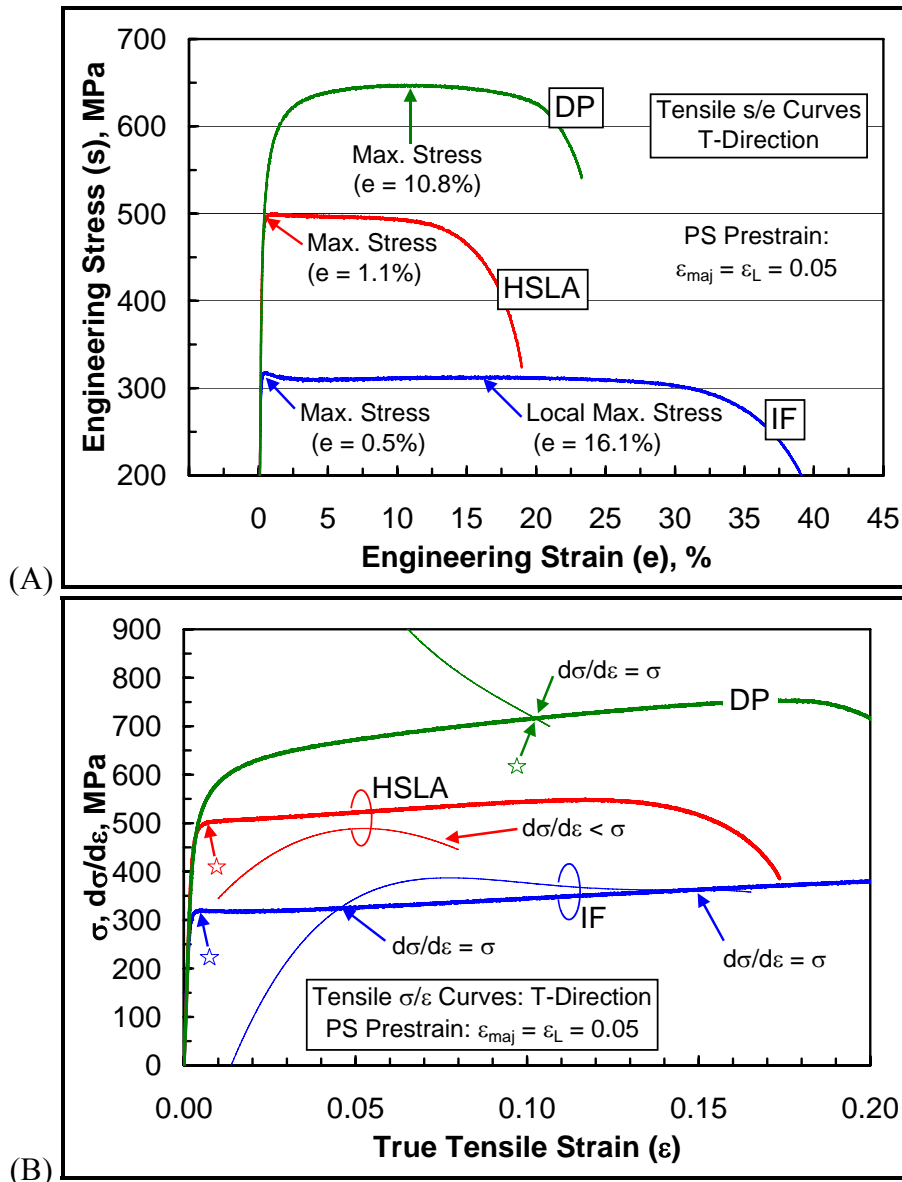 700
600
500
400
300
200
Engineering Stress (s), MPa
DP
Tensile s/e Curves
T-Direction
Max. Stress
(e = 10.8%)
Max. Stress
(e = 1.1%)
PS Prestrain:
εmaj = εL = 0.05
HSLA
Max. Stress
(e = 0.5%)
Local Max. Stress
(e = 16.1%)
IF
0 5 10 15 20 25 30 35 40 45
Engineering Strain (e), %
(A)
900
800
700
600
500
400
300
200
100
0
σ, dσ/dε, MPa
dσ/dε = σ
DP
HSLA
dσ/dε < σ
IF
dσ/dε = σ
dσ/dε = σ
Tensile σ/ε Curves: T-Direction
PS Prestrain: εmaj = εL = 0.05
0.00 0.05 0.10 0.15 0.20
True Tensile Strain (ε)
(B)